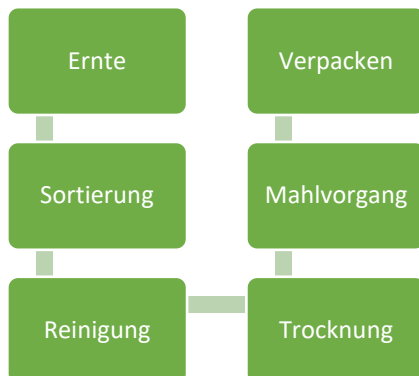 Ernte
Sortierung
Reinigung
Trocknung
Mahlvorgang
Verpacken